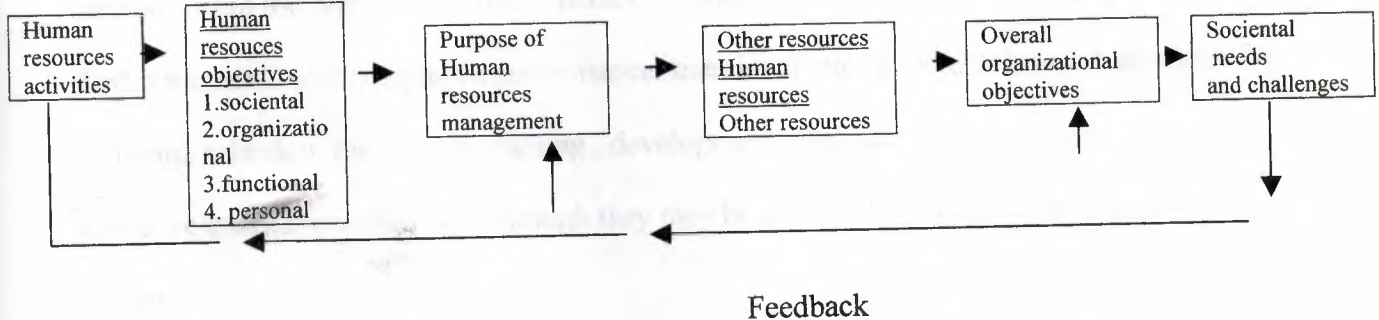 Human
resources
activities
Human
resouces
objectives
1.sociental
2.organizatio
nal
3.functional
4. personal
Purpose of
Human
resources
management
Other resources
Human
resources
Other resources
Overall
organizational
objectives
Sociental
needs
and challenges
Feedback